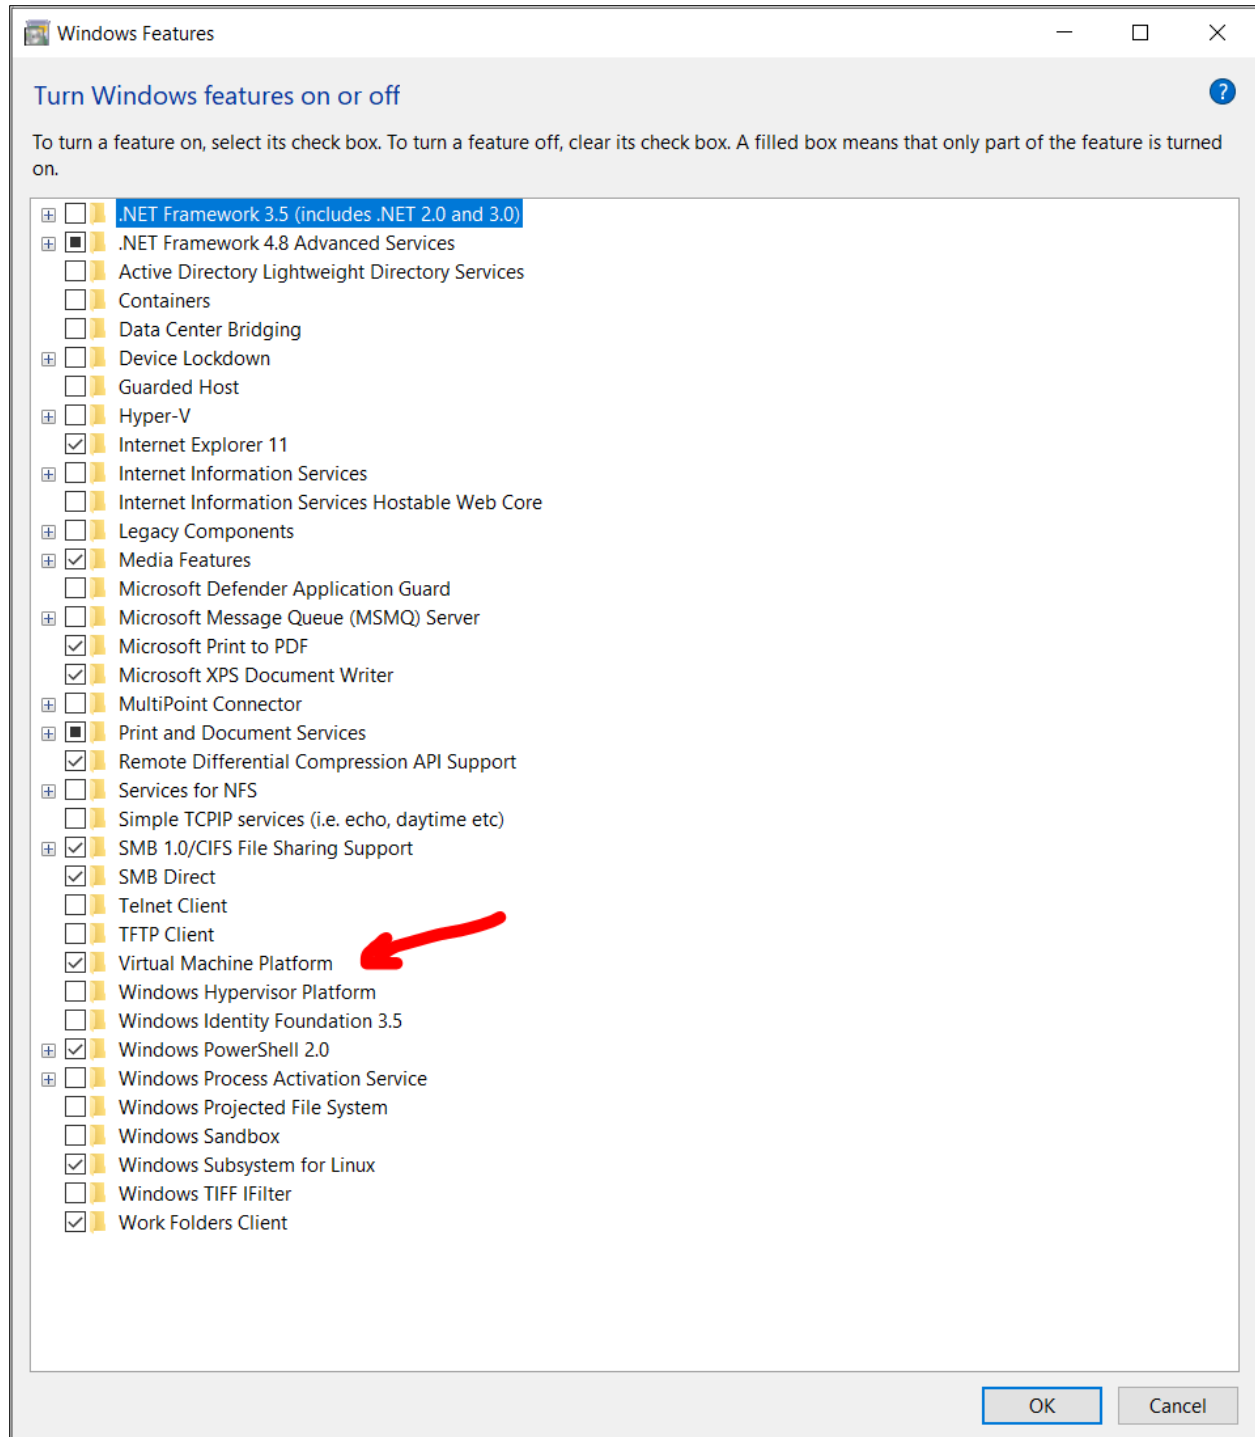 Windows Features
Turn Windows features on or off
?
To turn a feature on, select its check box. To turn a feature off, clear its check box. A filled box means that only part of the feature is turned
on.
.NET Framework 3.5 (includes .NET 2.0 and 3.0)
.NET Framework 4.8 Advanced Services
Active Directory Lightweight Directory Services
Containers
Data Center Bridging
Device Lockdown
Guarded Host
Hyper-V
Internet Explorer 11
Internet Information Services
Internet Information Services Hostable Web Core
Legacy Components
Media Features
Microsoft Defender Application Guard
Microsoft Message Queue (MSMQ) Server
Microsoft Print to PDF
Microsoft XPS Document Writer
MultiPoint Connector
Print and Document Services
Remote Differential Compression API Support
Services for NFS
Simple TCPIP services (i.e. echo, daytime etc)
SMB 1.0/CIFS File Sharing Support
SMB Direct
Telnet Client
TFTP Client
Virtual Machine Platform
Windows Hypervisor Platform
Windows Identity Foundation 3.5
Windows PowerShell 2.0
Windows Process Activation Service
Windows Projected File System
Windows Sandbox
Windows Subsystem for Linux
Windows TIFF IFilter
Work Folders Client
OK Cancel